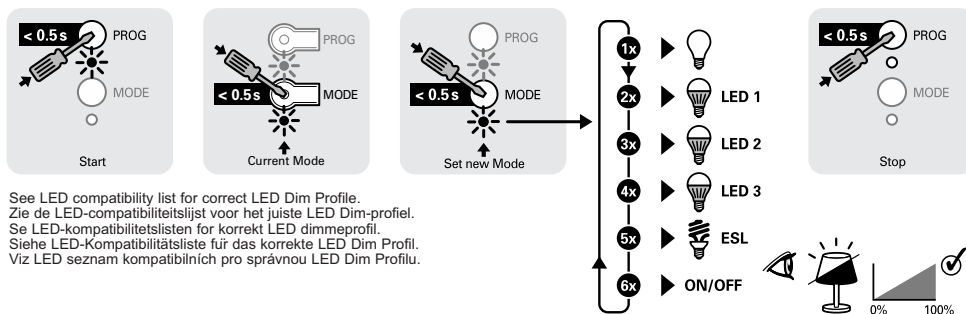 < 0.5 s
PROG
MODE
Start
PROG
< 0.5 s
MODE
Current Mode
PROG
< 0.5 s
MODE
Set new Mode
1x
2x LED 1
3x LED 2
4x LED 3
5x ESL
6x ON/OFF
< 0.5 s
PROG
MODE
Stop
See LED compatibility list for correct LED Dim Profile.
Zie de LED-compatibiliteitslijst voor het juiste LED Dim-profiel.
Se LED-kompatibilitetslisten for korrekt LED dimmeprofil.
Siehe LED-Kompatibilitätsliste für das korrekte LED Dim Profil.
Viz LED seznam kompatibilních pro správnou LED Dim Profilu.
0% 100%